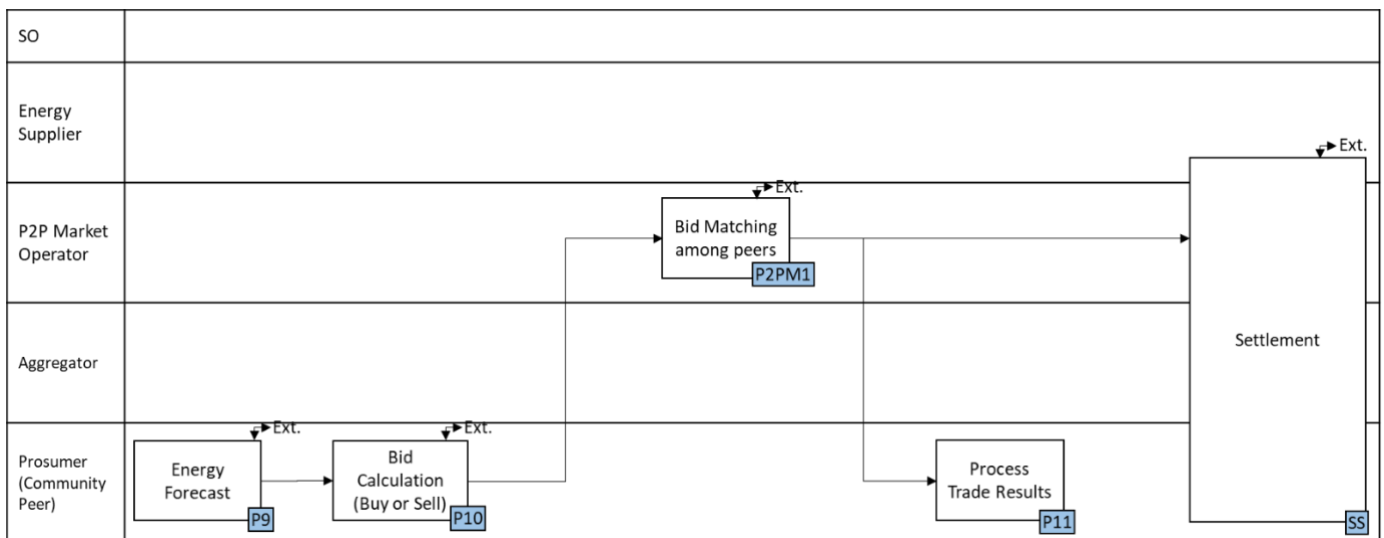 SO
Energy
Supplier
Ext.
P2P Market
Operator
Ext.
Bid Matching
among peers
P2PM1
Aggregator
Settlement
SS
Prosumer
(Community
Peer)
Ext.
Energy
Forecast
P9
Ext.
Bid
Calculation
(Buy or Sell)
P10
Process
Trade Results
P11